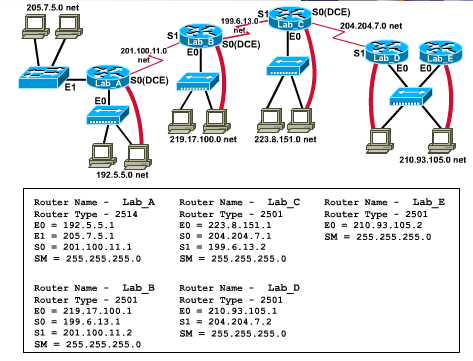 205.7.5.0 net
199.6.13.0
net
S1
S0(DCE)
204.204.7.0 net
201.100.11.0
net
S1
Lab_B
E0
S0(DCE)
Lab_C
E0
S1
Lab_D
E0
Lab_E
E0
E1
Lab_A
S0(DCE)
E0
192.5.5.0 net
219.17.100.0 net
223.8.151.0 net
210.93.105.0 net
Router Name - Lab_A
Router Type - 2514
E0 = 192.5.5.1
E1 = 205.7.5.1
S0 = 201.100.11.1
SM = 255.255.255.0
Router Name - Lab_C
Router Type - 2501
E0 = 223.8.151.1
S0 = 204.204.7.1
S1 = 199.6.13.2
SM = 255.255.255.0
Router Name - Lab_E
Router Type - 2501
E0 = 210.93.105.2
SM = 255.255.255.0
Router Name - Lab_B
Router Type - 2501
E0 = 219.17.100.1
S0 = 199.6.13.1
S1 = 201.100.11.2
SM = 255.255.255.0
Router Name - Lab_D
Router Type - 2501
E0 = 210.93.105.1
S1 = 204.204.7.2
SM = 255.255.255.0